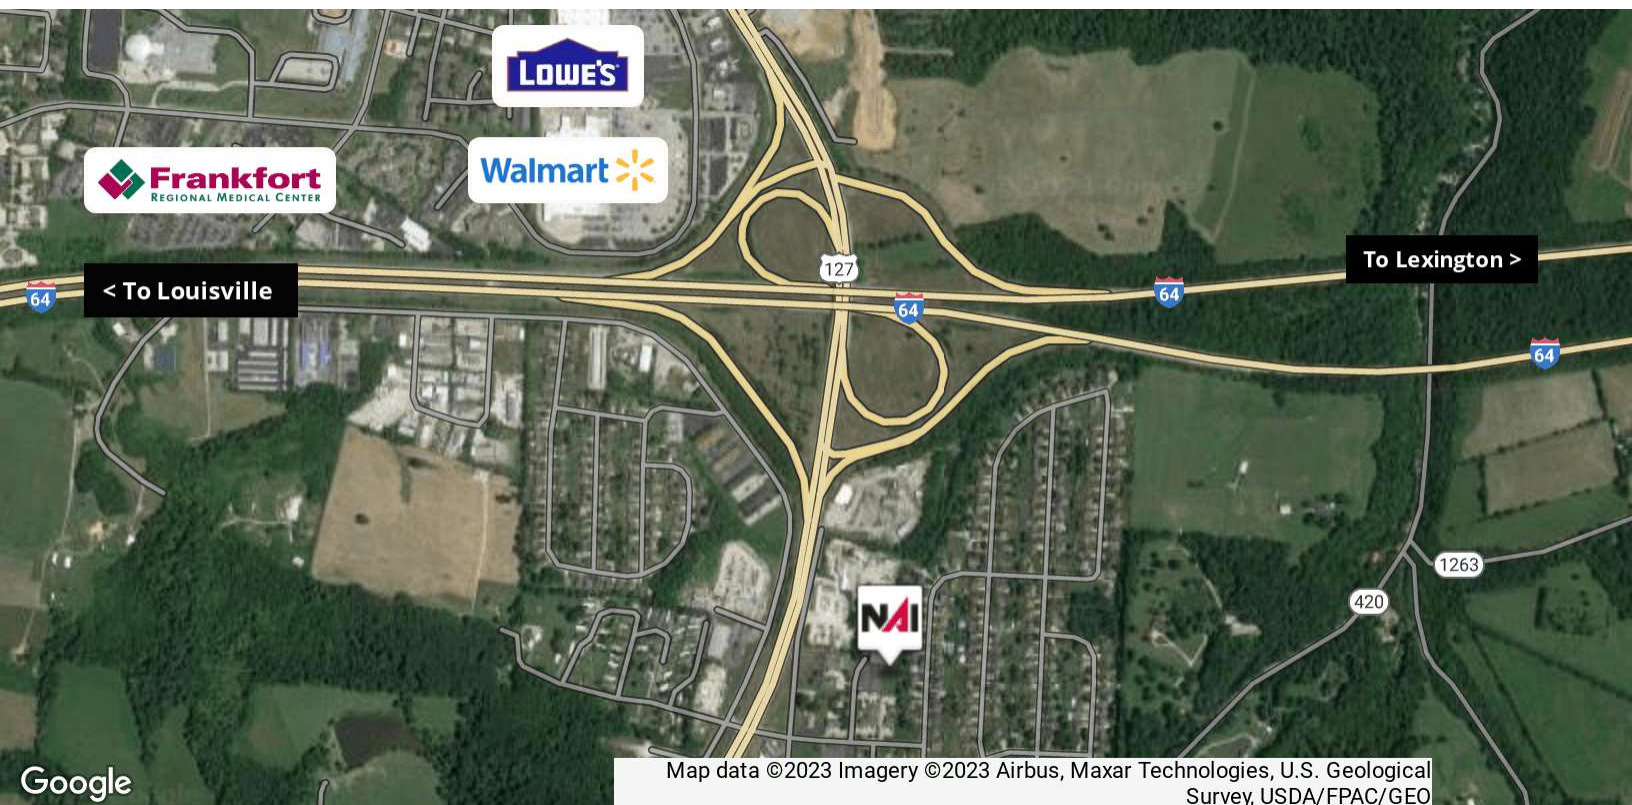 LOWE'S
Walmart
Frankfort
REGIONAL MEDICAL CENTER
127
To Lexington >
< To Louisville
64
64
64
64
1263
420
NAI
Google
Map data ©2023 Imagery ©2023 Airbus, Maxar Technologies, U.S. Geological
Survey, USDA/FPAC/GEO